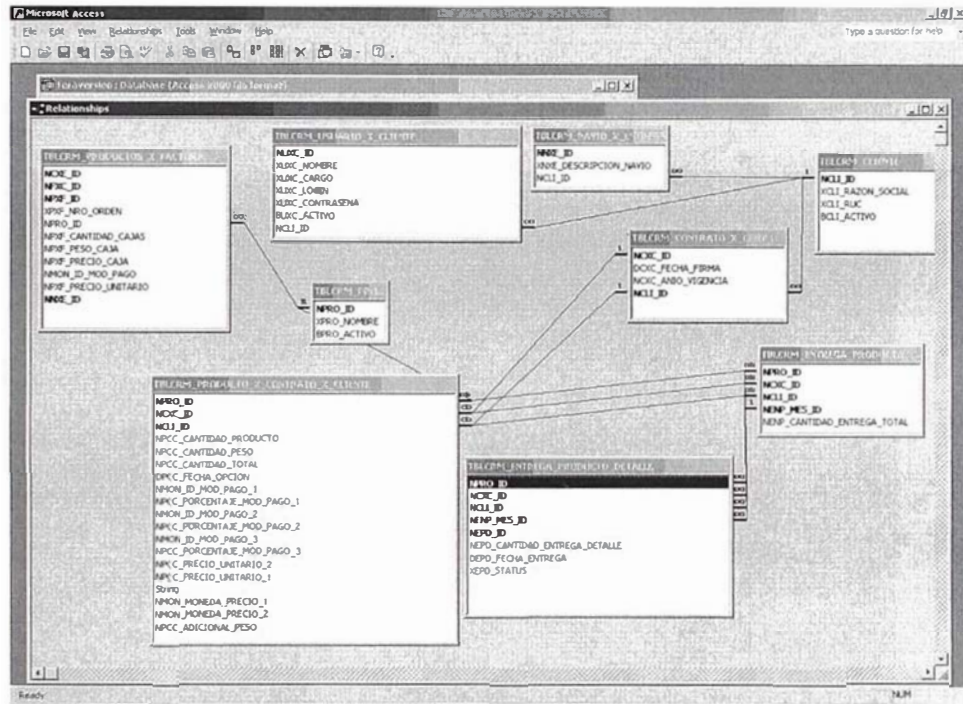 Microsoft Access
File Edit View Relationships Tools Window Help
Type a question for help
Relationships
TBLCRM_PRODUCTOS_X_FACTURA
NCXC_ID
NFXC_ID
NPXF_ID
XPXF_NRO_ORDEN
NPRO_ID
NPXF_CANTIDAD_CAJAS
NPXF_PESO_CAJA
NPXF_PRECIO_CAJA
NMON_ID_MOD_PAGO
NPXF_PRECIO_UNITARIO
NNXE_ID
TBLCRM_USUARIO_X_CLIENTE
NUXC_ID
XUXC_NOMBRE
XUXC_CARGO
XUXC_LOGIN
XUXC_CONTRASENA
BUXC_ACTIVO
NCLI_ID
NNXE_ID
XNXE_DESCRIPCION_NAVIO
NCLI_ID
TBLCRM_CLIENTE
NCLI_ID
XCLI_RAZON_SOCIAL
XCLI_RUC
BCLI_ACTIVO
NCXC_ID
DCXC_FECHA_FIRMA
NCXC_ANIO_VIGENCIA
NCLI_ID
NPRO_ID
XPRO_NOMBRE
BPRO_ACTIVO
TBLCRM_PRODUCTO_X_CONTRATO_X_CLIENTE
NPRO_ID
NCXC_ID
NCLI_ID
NPCC_CANTIDAD_PRODUCTO
NPCC_CANTIDAD_PESO
NPCC_CANTIDAD_TOTAL
DPCC_FECHA_OPCION
NMON_ID_MOD_PAGO_1
NPCC_PORCENTAJE_MOD_PAGO_1
NMON_ID_MOD_PAGO_2
NPCC_PORCENTAJE_MOD_PAGO_2
NMON_ID_MOD_PAGO_3
NPCC_PORCENTAJE_MOD_PAGO_3
NPCC_PRECIO_UNITARIO_2
NPCC_PRECIO_UNITARIO_1
String
NMON_MONEDA_PRECIO_1
NMON_MONEDA_PRECIO_2
NPCC_ADICIONAL_PESO
TBLCRM_ENTREGA_PRODUCTO
NPRO_ID
NCXC_ID
NCLI_ID
NENP_MES_ID
NENP_CANTIDAD_ENTREGA_TOTAL
TBLCRM_ENTREGA_PRODUCTO_DETALLE
NPRO_ID
NCXC_ID
NCLI_ID
NENP_MES_ID
NEPD_ID
NEPD_CANTIDAD_ENTREGA_DETALLE
DEPD_FECHA_ENTREGA
XEPD_STATUS
Ready
NUM